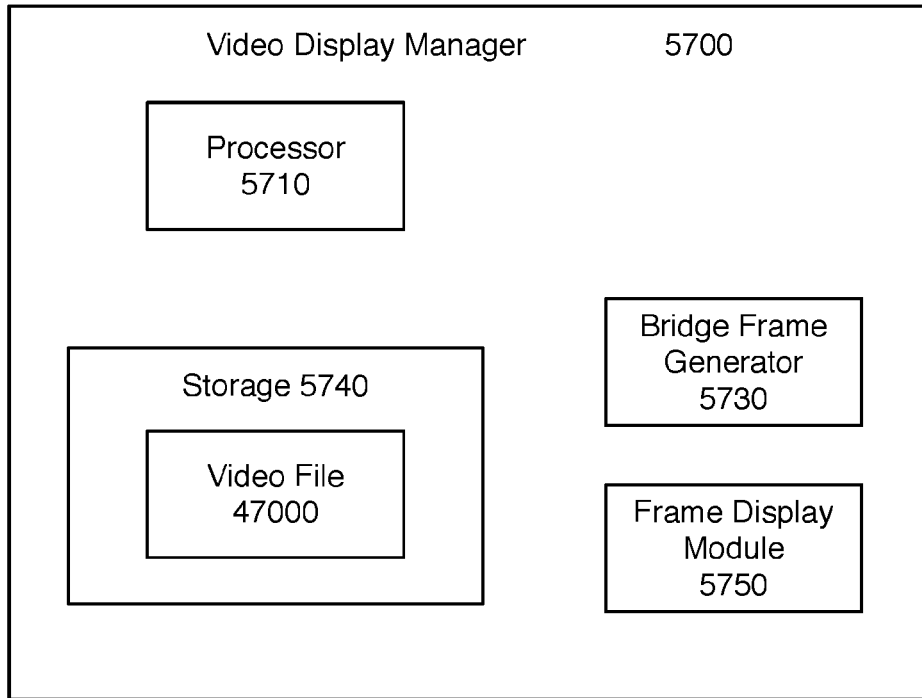 Video Display Manager 5700
Processor
5710
Bridge Frame
Generator
5730
Storage 5740
Video File
47000
Frame Display
Module
5750